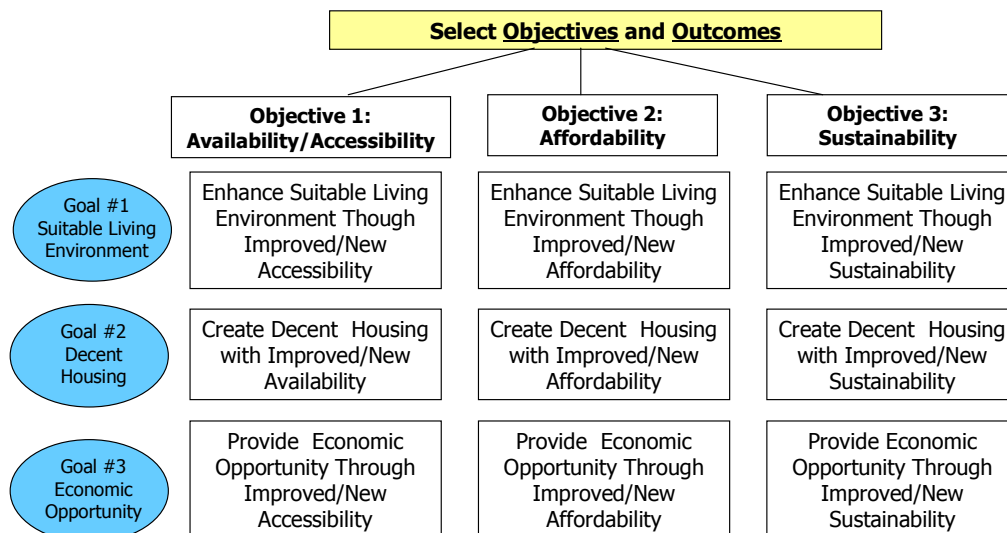 Select Objectives and Outcomes
Objective 1:
Availability/Accessibility
Objective 2:
Affordability
Objective 3:
Sustainability
Goal #1
Suitable Living
Environment
Enhance Suitable Living
Environment Though
Improved/New
Accessibility
Enhance Suitable Living
Environment Though
Improved/New
Affordability
Enhance Suitable Living
Environment Though
Improved/New
Sustainability
Goal #2
Decent
Housing
Create Decent Housing
with Improved/New
Availability
Create Decent Housing
with Improved/New
Affordability
Create Decent Housing
with Improved/New
Sustainability
Goal #3
Economic
Opportunity
Provide Economic
Opportunity Through
Improved/New
Accessibility
Provide Economic
Opportunity Through
Improved/New
Affordability
Provide Economic
Opportunity Through
Improved/New
Sustainability